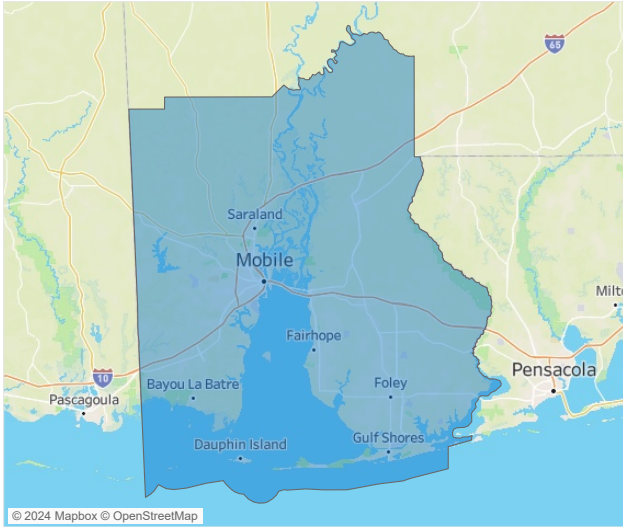 65
Saraland
Mobile
Milt
Fairhope
Pensacola
10
Bayou La Batre
Foley
Pascagoula
Gulf Shores
Dauphin Island
© 2024 Mapbox © OpenStreetMap